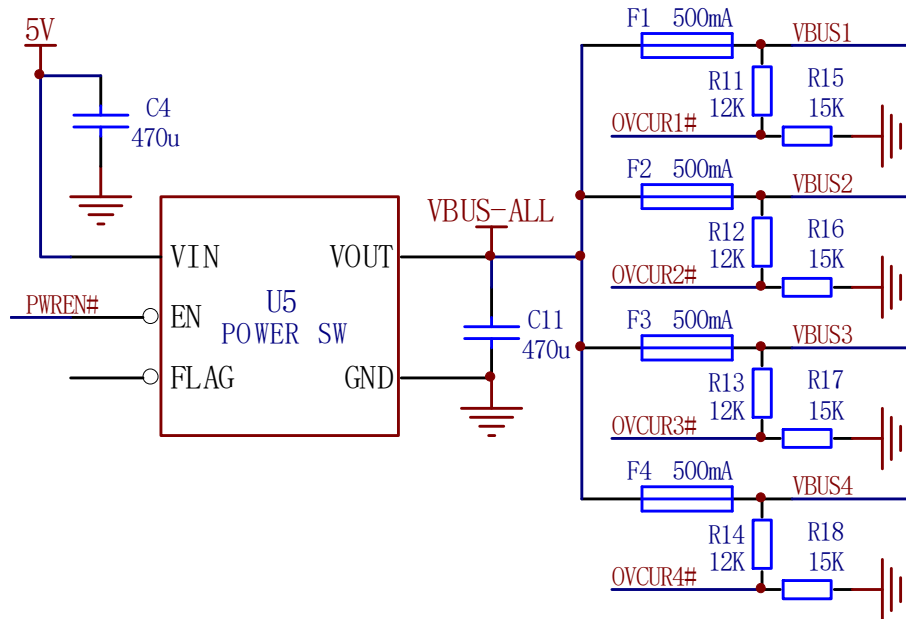 5V
C4
470u
VIN
VOUT
PWREN#
EN
U5
POWER SW
FLAG
GND
VBUS-ALL
C11
470u
F1 500mA
VBUS1
R11 R15
12K 15K
OVCUR1#
F2 500mA
VBUS2
R12 R16
12K 15K
OVCUR2#
F3 500mA
VBUS3
R13 R17
12K 15K
OVCUR3#
F4 500mA
VBUS4
R14 R18
12K 15K
OVCUR4#